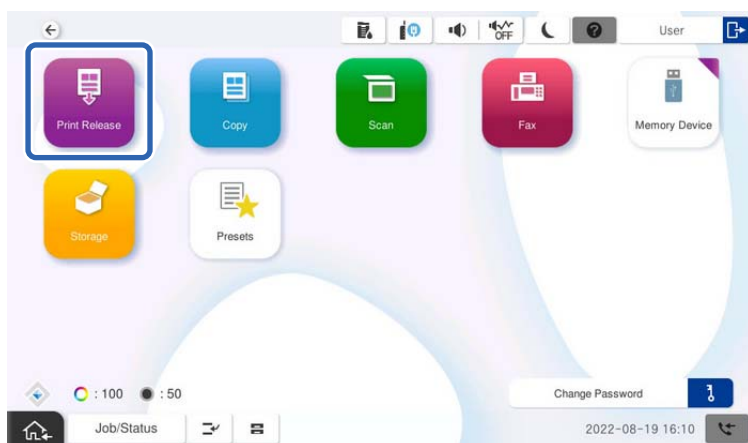 OFF
User
Print Release
Copy
Scan
Fax
Memory Device
Storage
Presets
: 100
: 50
Change Password
Job/Status
2022-08-19 16:10